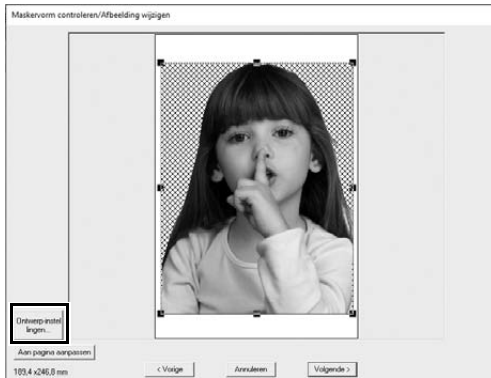 Maskervorm controleren/Afbeelding wijzigen
Ontwerp-instel
lingen...
Aan pagina aanpassen
189,4 x246,8 mm
< Vorige
Annuleren
Volgende >